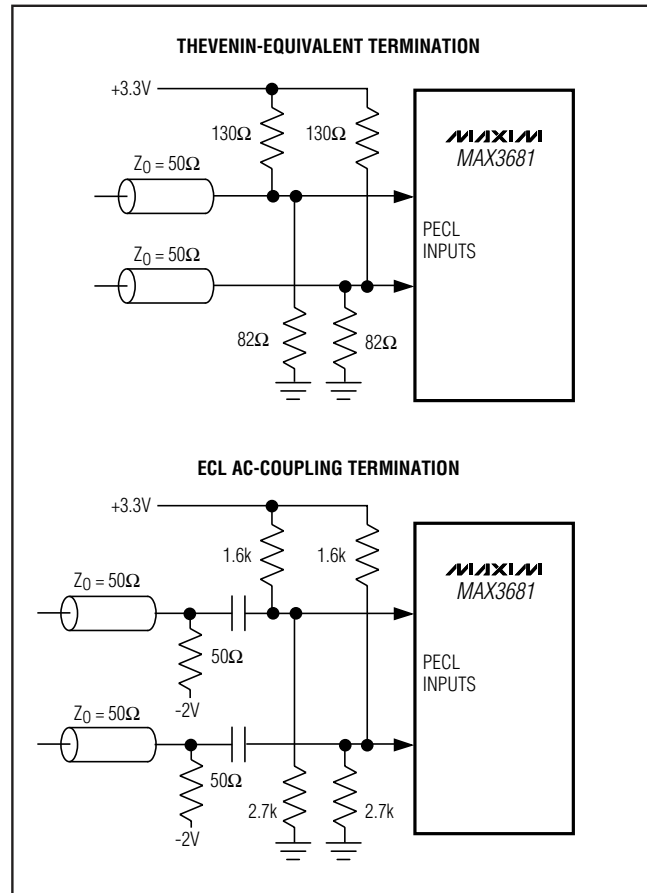 THEVENIN-EQUIVALENT TERMINATION
+3.3V
130Ω
130Ω
MAXIM
MAX3681
Z0 = 50Ω
PECL
INPUTS
Z0 = 50Ω
82Ω
82Ω
ECL AC-COUPLING TERMINATION
+3.3V
1.6k
1.6k
MAXIM
MAX3681
Z0 = 50Ω
50Ω
-2V
PECL
INPUTS
Z0 = 50Ω
50Ω
-2V
2.7k
2.7k